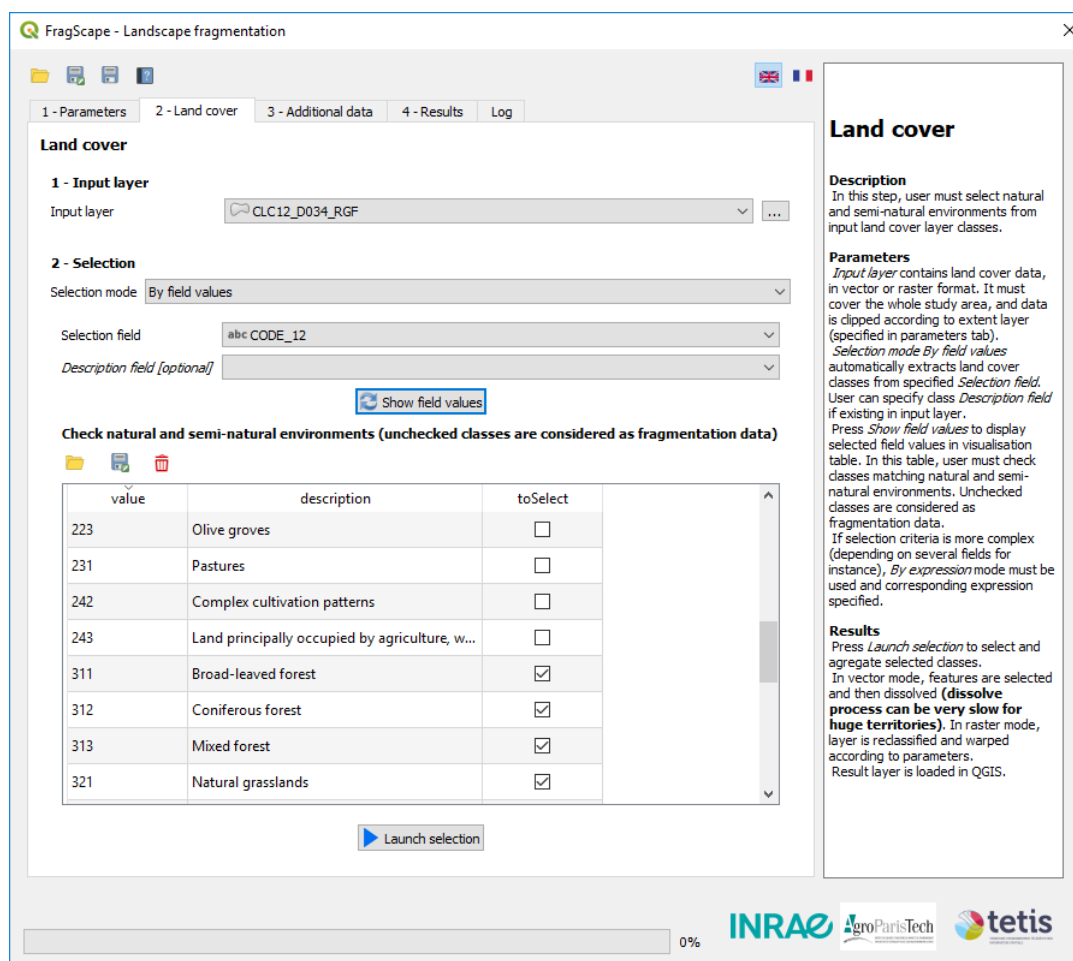 FragScape - Landscape fragmentation
1 - Parameters
2 - Land cover
3 - Additional data
4 - Results
Log
Land cover
1 - Input layer
Input layer
CLC12_D034_RGF
...
2 - Selection
Selection mode
By field values
Selection field
abc CODE_12
Description field [optional]
Show field values
Check natural and semi-natural environments (unchecked classes are considered as fragmentation data)
value description toSelect
223 Olive groves
231 Pastures
242 Complex cultivation patterns
243 Land principally occupied by agriculture, w...
311 Broad-leaved forest
312 Coniferous forest
313 Mixed forest
321 Natural grasslands
Launch selection
Land cover
Description
In this step, user must select natural
and semi-natural environments from
input land cover layer classes.
Parameters
Input layer contains land cover data,
in vector or raster format. It must
cover the whole study area, and data
is clipped according to extent layer
(specified in parameters tab).
Selection mode By field values
automatically extracts land cover
classes from specified Selection field.
User can specify class Description field
if existing in input layer.
Press Show field values to display
selected field values in visualisation
table. In this table, user must check
classes matching natural and semi-
natural environments. Unchecked
classes are considered as
fragmentation data.
If selection criteria is more complex
(depending on several fields for
instance), By expression mode must be
used and corresponding expression
specified.
Results
Press Launch selection to select and
agregate selected classes.
In vector mode, features are selected
and then dissolved (dissolve
process can be very slow for
huge territories). In raster mode,
layer is reclassified and warped
according to parameters.
Result layer is loaded in QGIS.
0%
INRAE
AgroParisTech
tetis